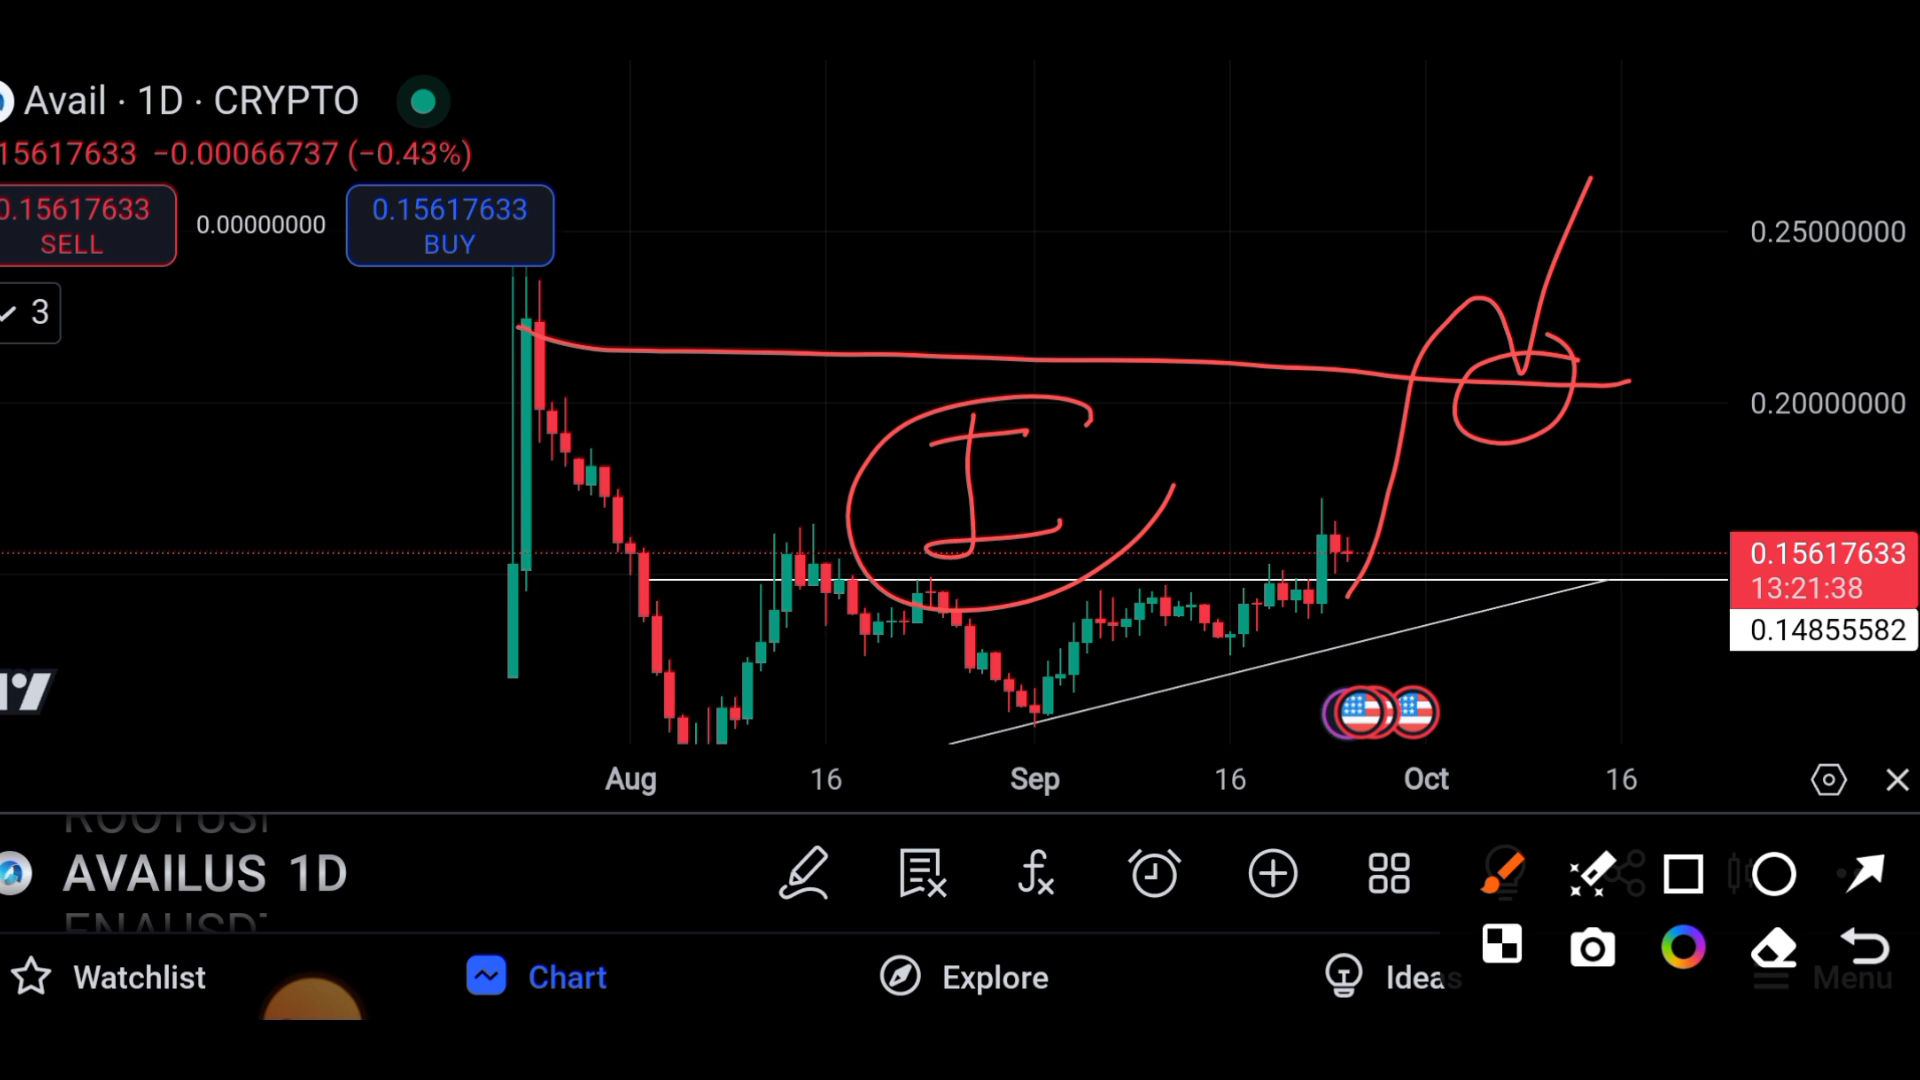 Avail · 1D · CRYPTO
15617633 −0.00066737 (−0.43%)
0.15617633
SELL
0.00000000
0.15617633
BUY
3
I
0.25000000
0.20000000
0.15617633
13:21:38
0.14855582
Aug 16 Sep 16 Oct 16
AVAILUS 1D
Watchlist
Chart
Explore
Ideas
Menu